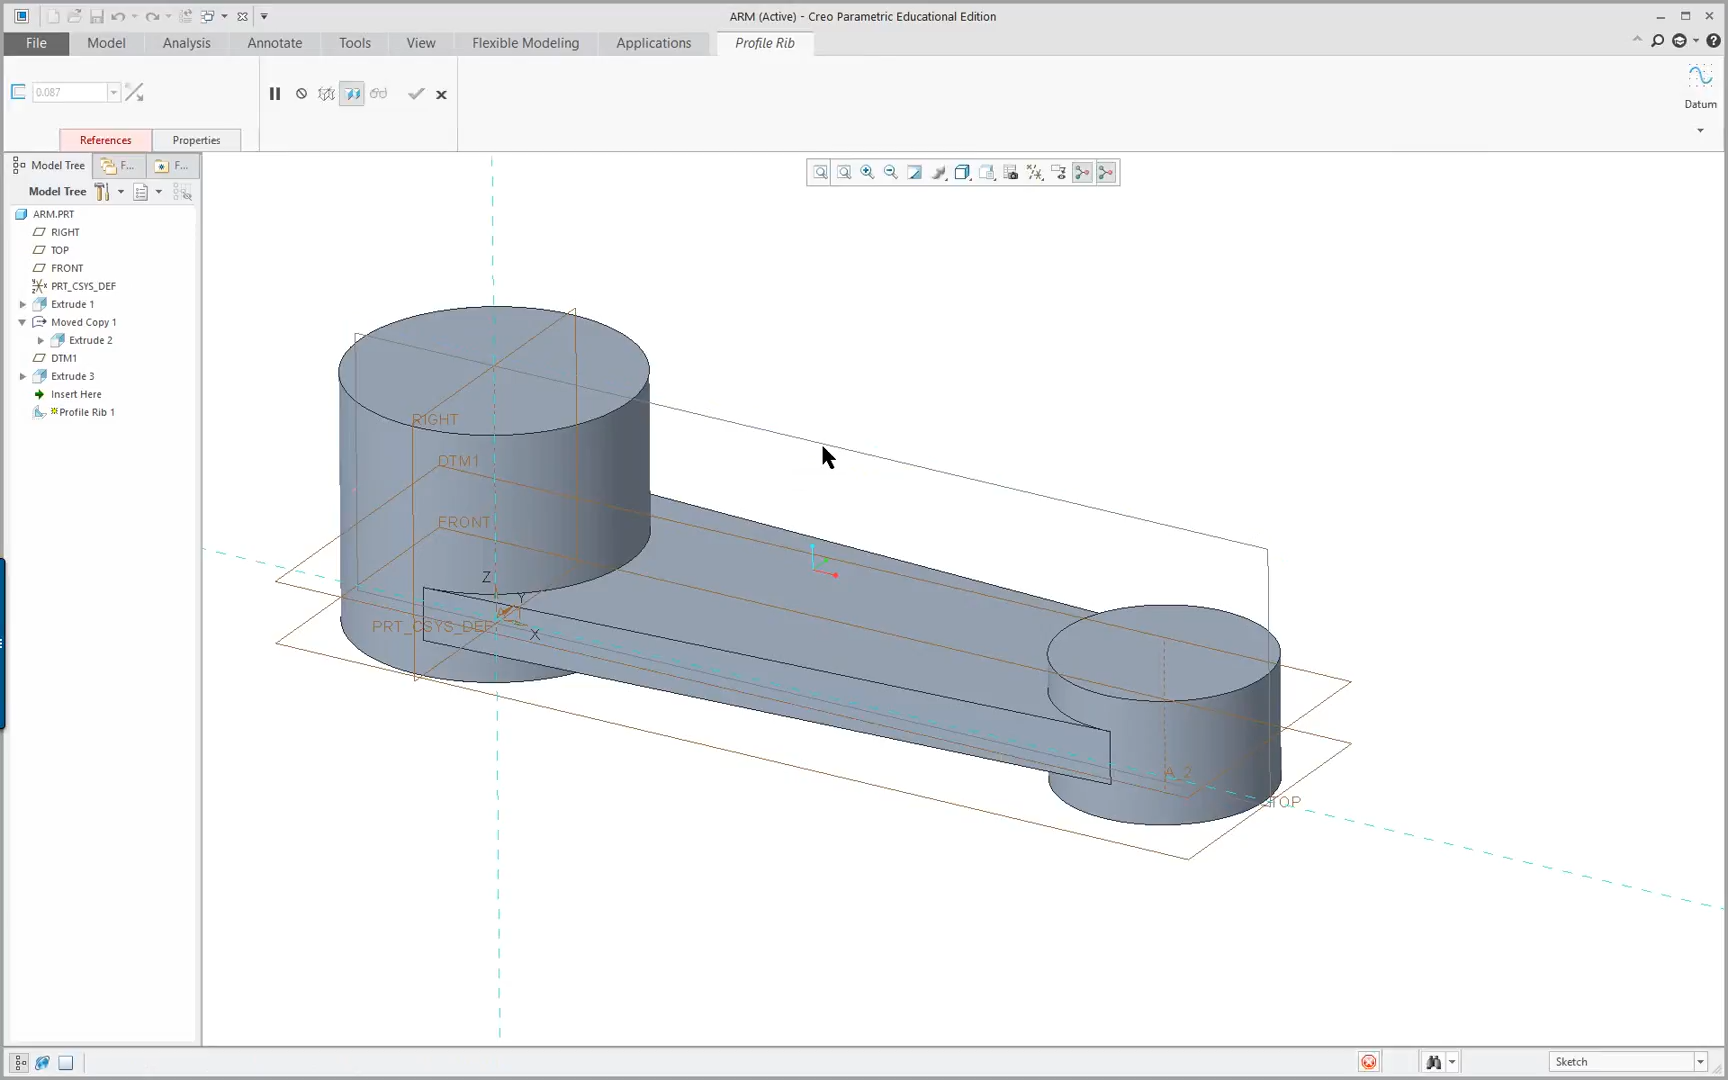 ARM (Active) - Creo Parametric Educational Edition
File Model Analysis Annotate Tools View Flexible Modeling Applications Profile Rib
0.087
Datum
References Properties
Model Tree F... F...
Model Tree
ARM.PRT
RIGHT
TOP
FRONT
PRT_CSYS_DEF
Extrude 1
Moved Copy 1
Extrude 2
DTM1
Extrude 3
Insert Here
Profile Rib 1
RIGHT
DTM1
FRONT
Z
Y
PRT_CSYS_DEF
X
A_2
TOP
Sketch